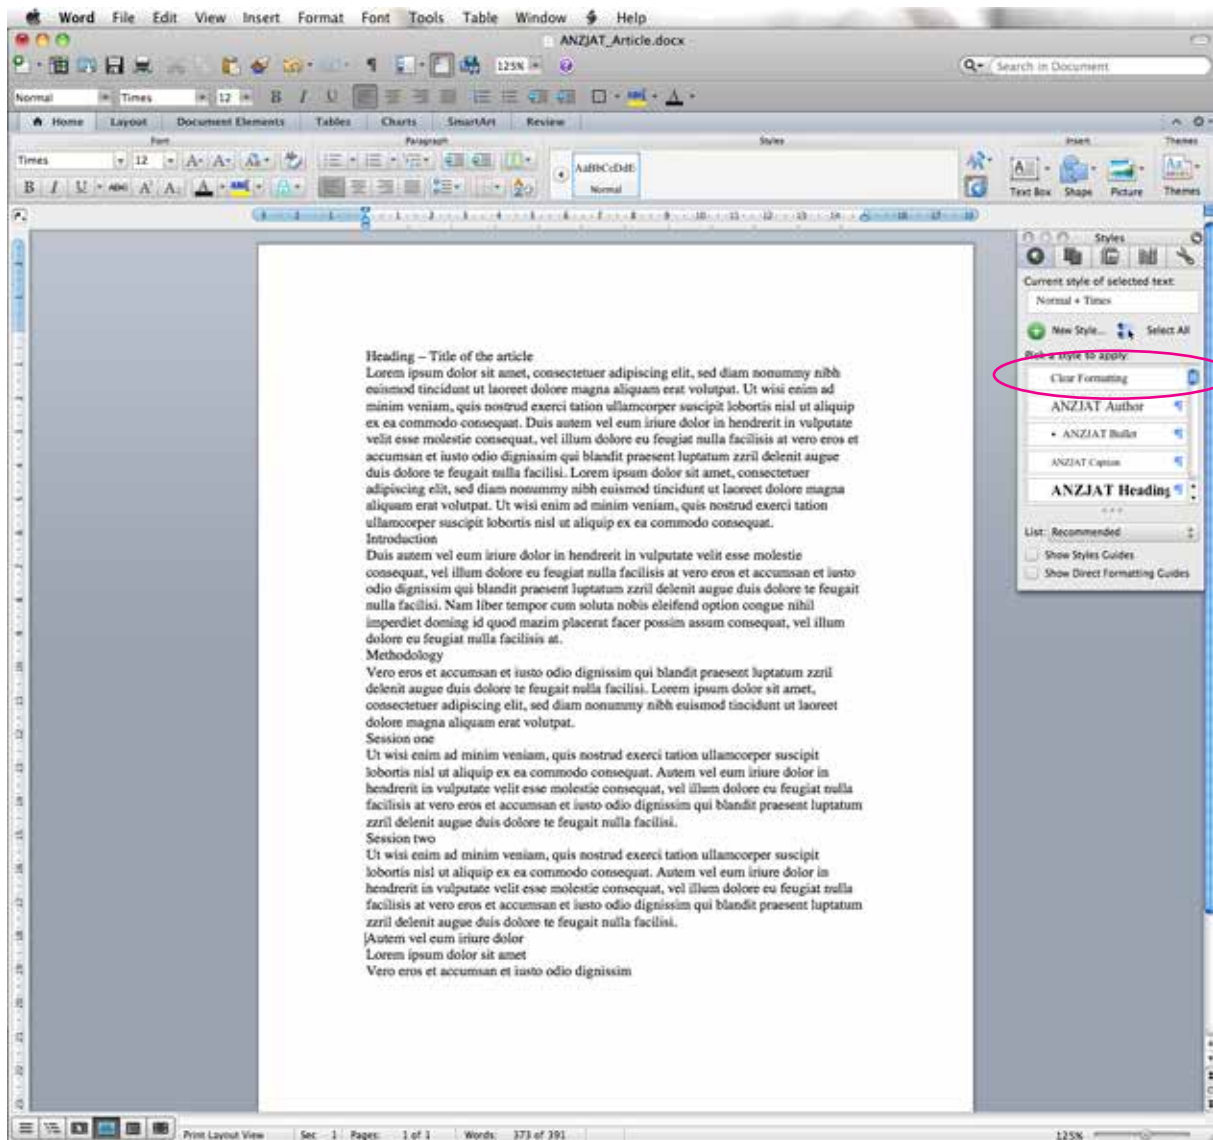 Word File Edit View Insert Format Font Tools Table Window Help
ANZJAT_Article.docx
125%
Search in Document
Normal Times 12 B I U
Home Layout Document Elements Tables Charts SmartArt Review
Font Paragraph Styles Insert Themes
Times 12 A A Aa
AaBbCcDdE
B I U ABC A A A
Normal
Text Box Shape Picture Themes
Styles
Current style of selected text:
Normal + Times
New Style... Select All
Pick a style to apply:
Clear Formatting
ANZJAT Author
• ANZJAT Bullet
ANZJAT Caption
ANZJAT Heading
List: Recommended
Show Styles Guides
Show Direct Formatting Guides
Heading – Title of the article
Lorem ipsum dolor sit amet, consectetuer adipiscing elit, sed diam nonummy nibh
euismod tincidunt ut laoreet dolore magna aliquam erat volutpat. Ut wisi enim ad
minim veniam, quis nostrud exerci tation ullamcorper suscipit lobortis nisl ut aliquip
ex ea commodo consequat. Duis autem vel eum iriure dolor in hendrerit in vulputate
velit esse molestie consequat, vel illum dolore eu feugiat nulla facilisis at vero eros et
accumsan et iusto odio dignissim qui blandit praesent luptatum zzril delenit augue
duis dolore te feugait nulla facilisi. Lorem ipsum dolor sit amet, consectetuer
adipiscing elit, sed diam nonummy nibh euismod tincidunt ut laoreet dolore magna
aliquam erat volutpat. Ut wisi enim ad minim veniam, quis nostrud exerci tation
ullamcorper suscipit lobortis nisl ut aliquip ex ea commodo consequat.
Introduction
Duis autem vel eum iriure dolor in hendrerit in vulputate velit esse molestie
consequat, vel illum dolore eu feugiat nulla facilisis at vero eros et accumsan et iusto
odio dignissim qui blandit praesent luptatum zzril delenit augue duis dolore te feugait
nulla facilisi. Nam liber tempor cum soluta nobis eleifend option congue nihil
imperdiet doming id quod mazim placerat facer possim assum consequat, vel illum
dolore eu feugiat nulla facilisis at.
Methodology
Vero eros et accumsan et iusto odio dignissim qui blandit praesent luptatum zzril
delenit augue duis dolore te feugait nulla facilisi. Lorem ipsum dolor sit amet,
consectetuer adipiscing elit, sed diam nonummy nibh euismod tincidunt ut laoreet
dolore magna aliquam erat volutpat.
Session one
Ut wisi enim ad minim veniam, quis nostrud exerci tation ullamcorper suscipit
lobortis nisl ut aliquip ex ea commodo consequat. Autem vel eum iriure dolor in
hendrerit in vulputate velit esse molestie consequat, vel illum dolore eu feugiat nulla
facilisis at vero eros et accumsan et iusto odio dignissim qui blandit praesent luptatum
zzril delenit augue duis dolore te feugait nulla facilisi.
Session two
Ut wisi enim ad minim veniam, quis nostrud exerci tation ullamcorper suscipit
lobortis nisl ut aliquip ex ea commodo consequat. Autem vel eum iriure dolor in
hendrerit in vulputate velit esse molestie consequat, vel illum dolore eu feugiat nulla
facilisis at vero eros et accumsan et iusto odio dignissim qui blandit praesent luptatum
zzril delenit augue duis dolore te feugait nulla facilisi.
Autem vel eum iriure dolor
Lorem ipsum dolor sit amet
Vero eros et accumsan et iusto odio dignissim
Print Layout View Sec 1 Pages: 1 of 1 Words: 373 of 391 125%